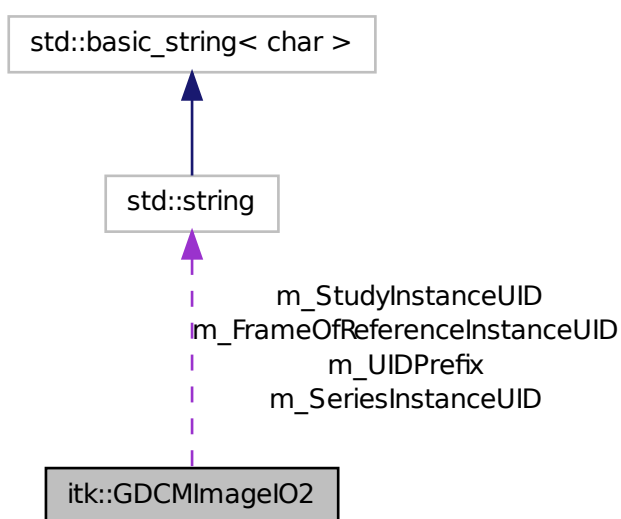 std::basic_string< char >
std::string
m_StudyInstanceUID
m_FrameOfReferenceInstanceUID
m_UIDPrefix
m_SeriesInstanceUID
itk::GDCMImageIO2